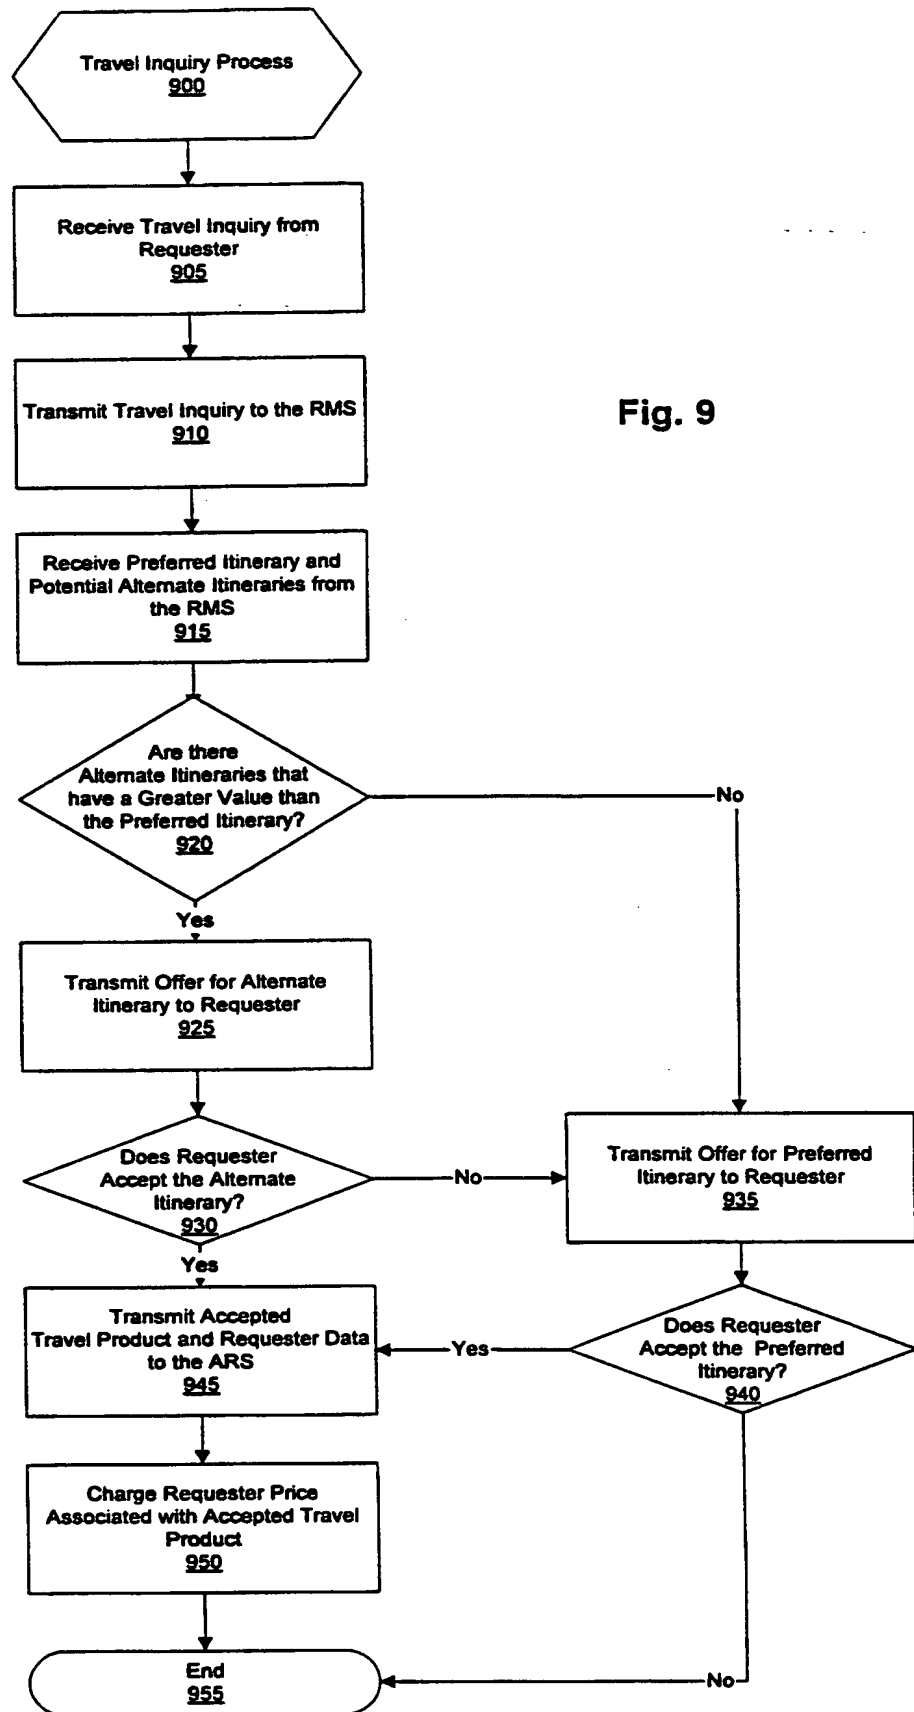 Travel Inquiry Process
900
Receive Travel Inquiry from
Requester
905
Transmit Travel Inquiry to the RMS
910
Fig. 9
Receive Preferred Itinerary and
Potential Alternate Itineraries from
the RMS
915
Are there
Alternate Itineraries that
have a Greater Value than
the Preferred Itinerary?
920
No
Yes
Transmit Offer for Alternate
Itinerary to Requester
925
Does Requester
Accept the Alternate
Itinerary?
930
No
Transmit Offer for Preferred
Itinerary to Requester
935
Yes
Transmit Accepted
Travel Product and Requester Data
to the ARS
945
Yes
Does Requester
Accept the Preferred
Itinerary?
940
Charge Requester Price
Associated with Accepted Travel
Product
950
End
955
No